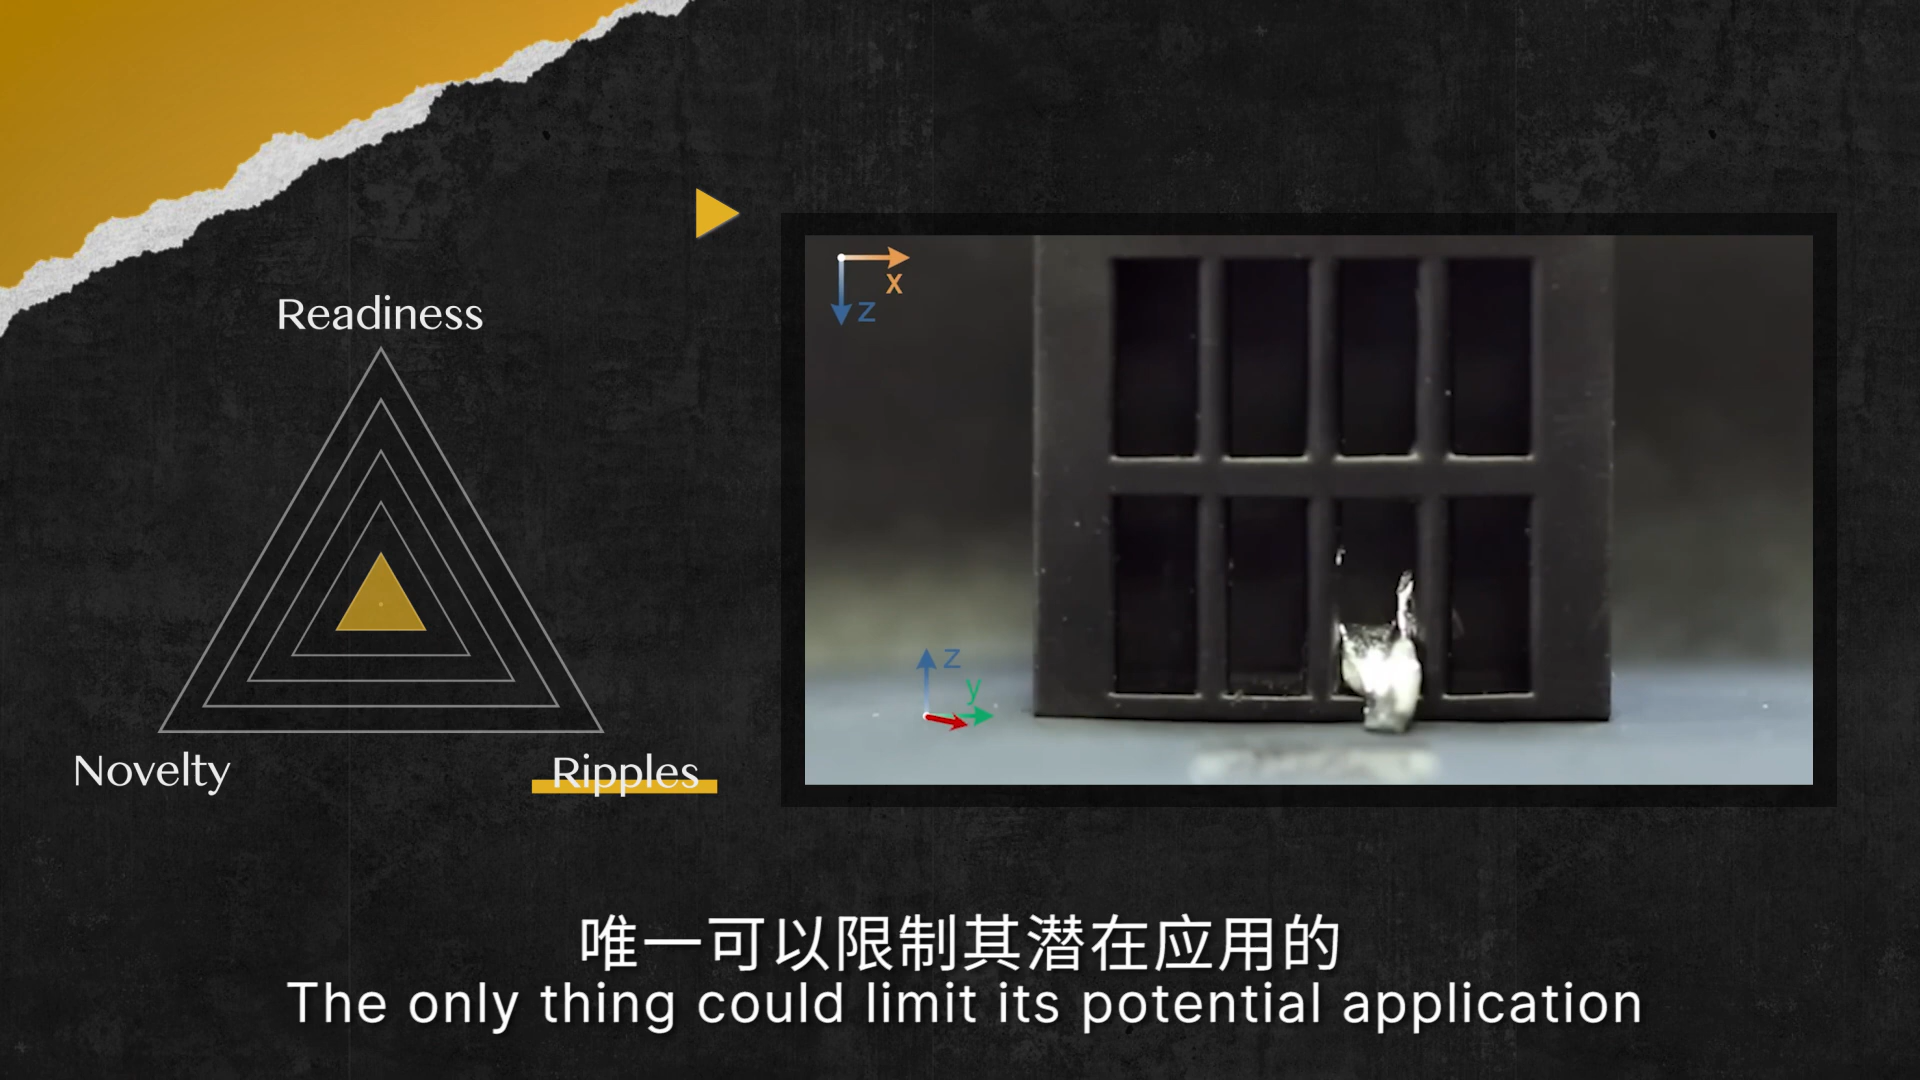 Readiness
Novelty
Ripples
x
z
z
y
唯一可以限制其潜在应用的
The only thing could limit its potential application